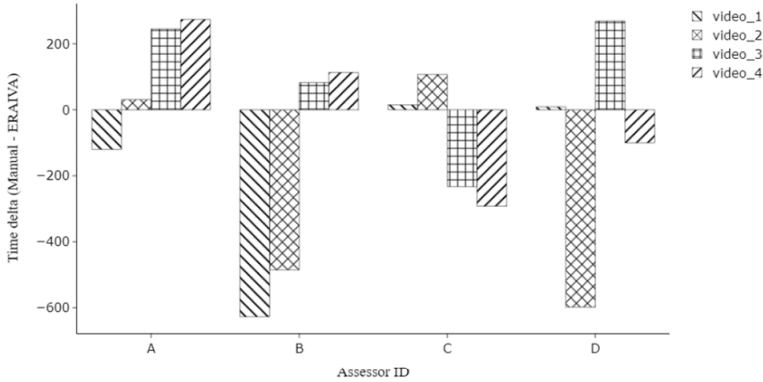 Time delta (Manual - ERAIVA)
200
0
−200
−400
−600
A
B
C
D
Assessor ID
video_1
video_2
video_3
video_4